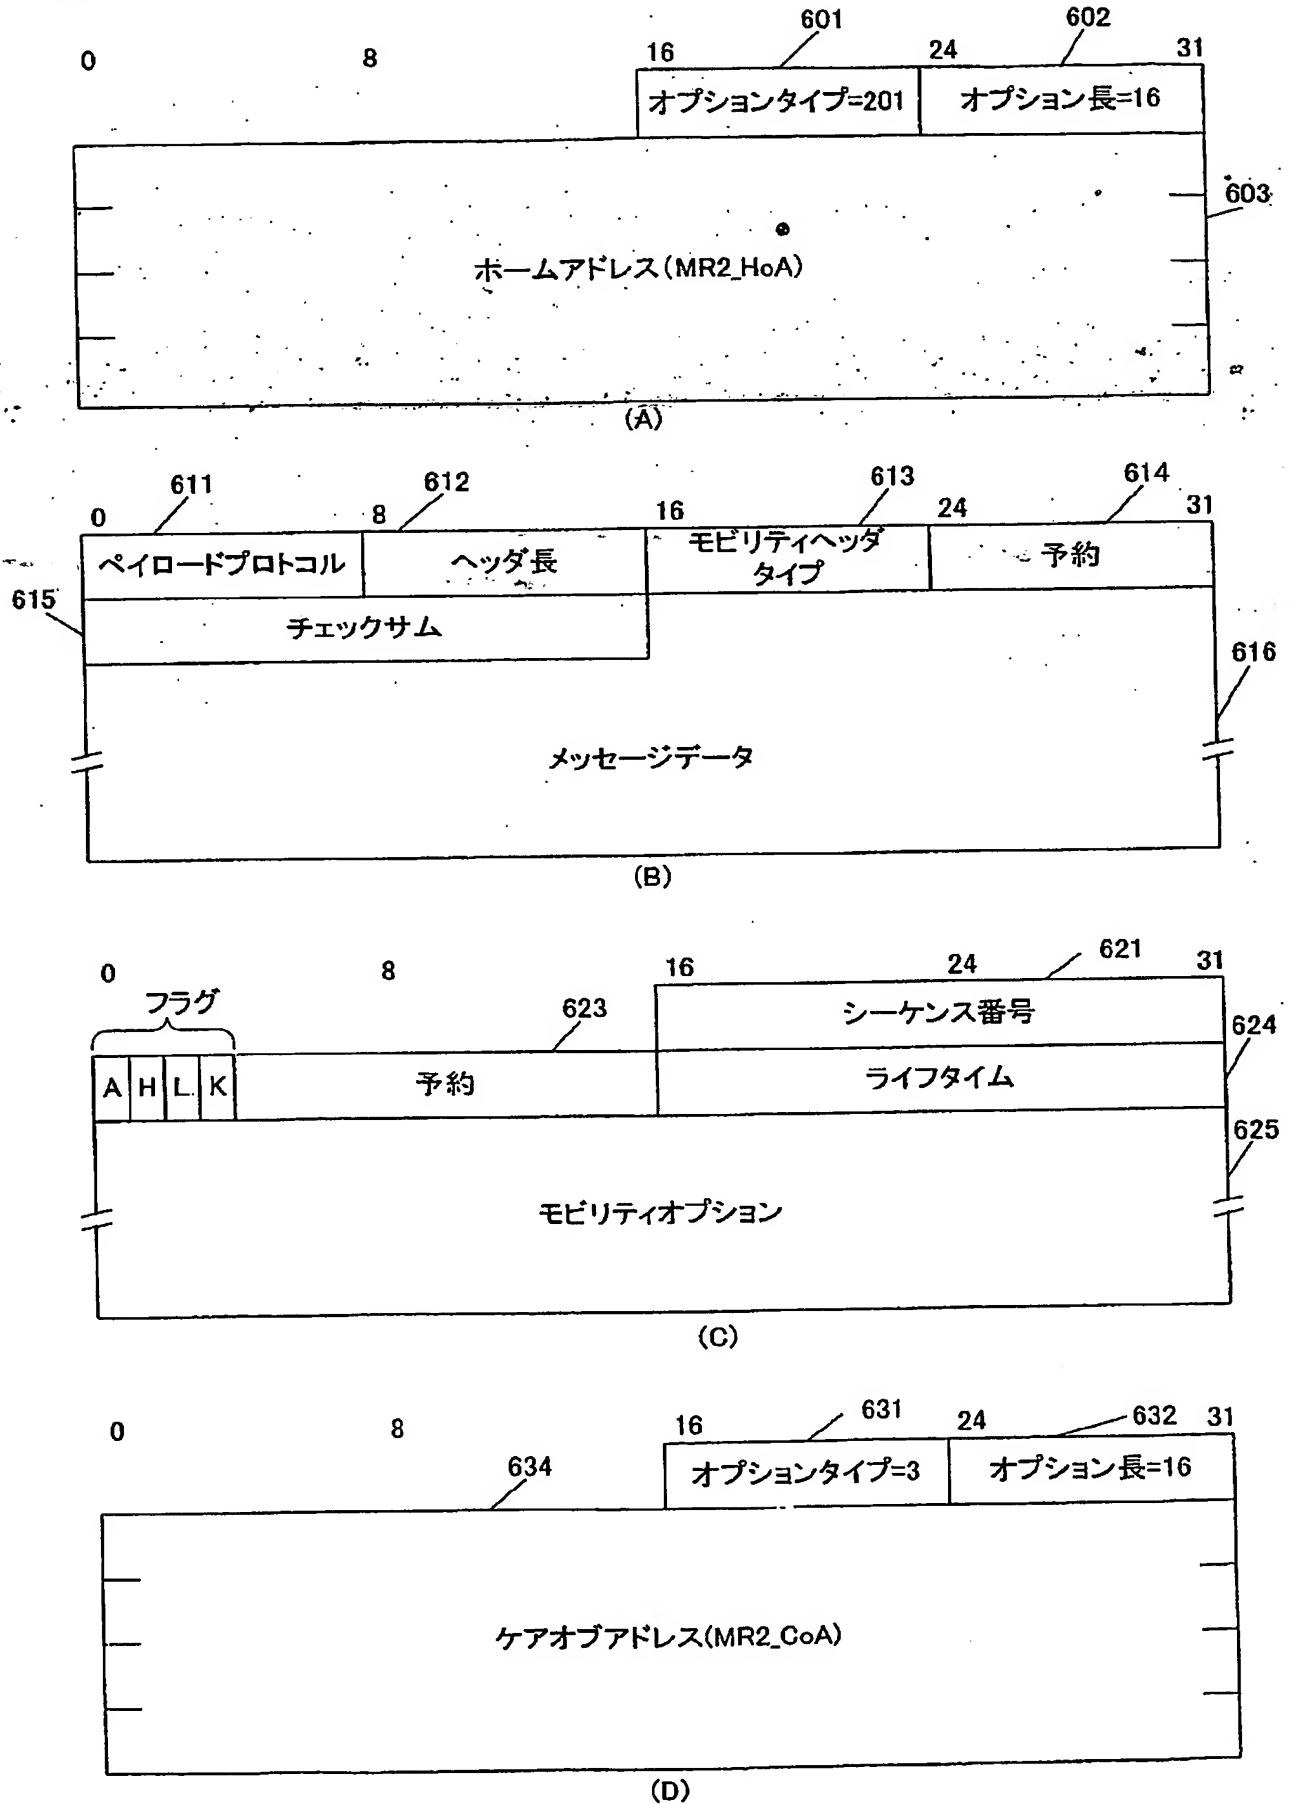 601
602
0
8
16
24
31
オプションタイプ=201
オプション長=16
603
ホームアドレス(MR2_HoA)
(A)
611
612
613
614
0
8
16
24
31
ペイロードプロトコル
ヘッダ長
モビリティヘッダ
タイプ
予約
615
チェックサム
616
メッセージデータ
(B)
621
0
8
16
24
31
フラグ
623
シーケンス番号
624
A
H
L
K
予約
ライフタイム
625
モビリティオプション
(C)
631
632
0
8
16
24
31
634
オプションタイプ=3
オプション長=16
ケアオブアドレス(MR2_CoA)
(D)